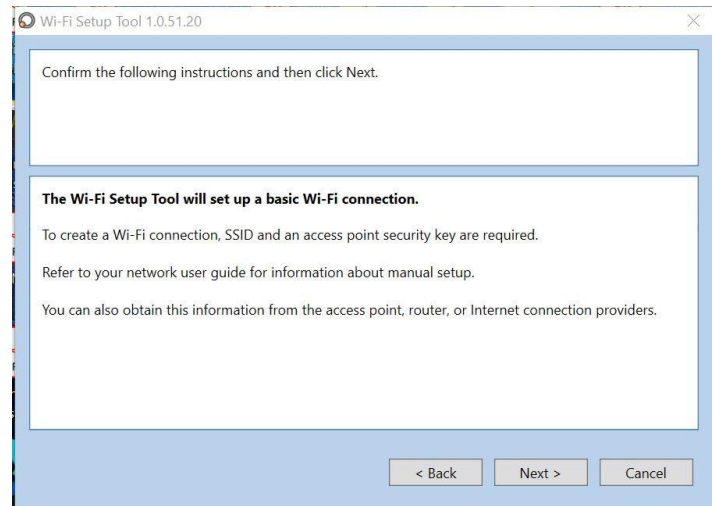 Wi-Fi Setup Tool 1.0.51.20
Confirm the following instructions and then click Next.
The Wi-Fi Setup Tool will set up a basic Wi-Fi connection.
To create a Wi-Fi connection, SSID and an access point security key are required.
Refer to your network user guide for information about manual setup.
You can also obtain this information from the access point, router, or Internet connection providers.
< Back Next > Cancel